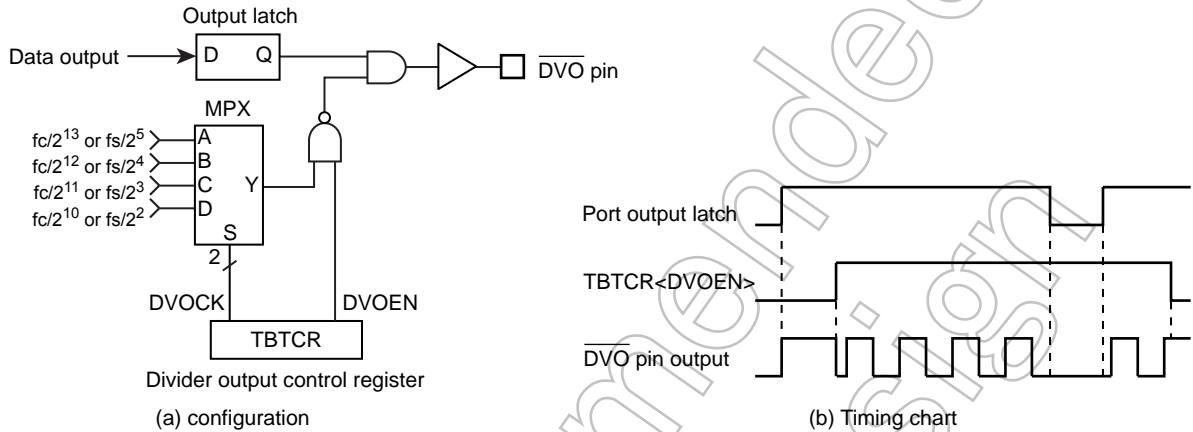 Output latch
Data output
D Q
DVO pin
MPX
fc/2^13 or fs/2^5
A
fc/2^12 or fs/2^4
B
fc/2^11 or fs/2^3
C
Y
fc/2^10 or fs/2^2
D
S
2
DVOCK
DVOEN
TBTCR
Divider output control register
(a) configuration
Port output latch
TBTCR<DVOEN>
DVO pin output
(b) Timing chart
mende
sign